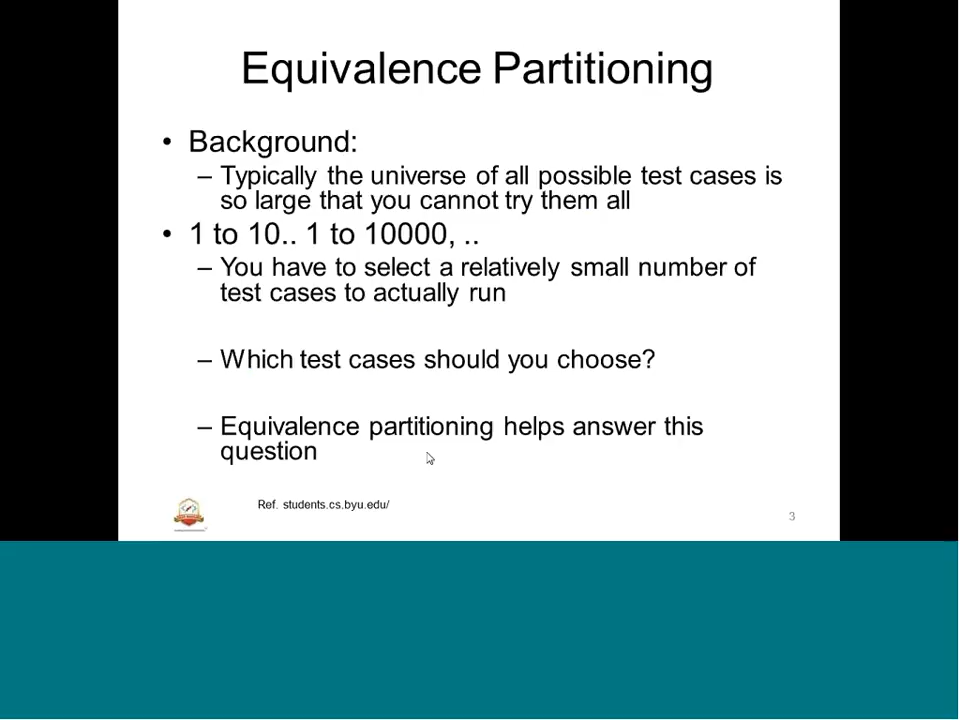 Equivalence Partitioning
• Background:
– Typically the universe of all possible test cases is
so large that you cannot try them all
• 1 to 10.. 1 to 10000, ..
– You have to select a relatively small number of
test cases to actually run
– Which test cases should you choose?
– Equivalence partitioning helps answer this
question
Ref. students.cs.byu.edu/
3